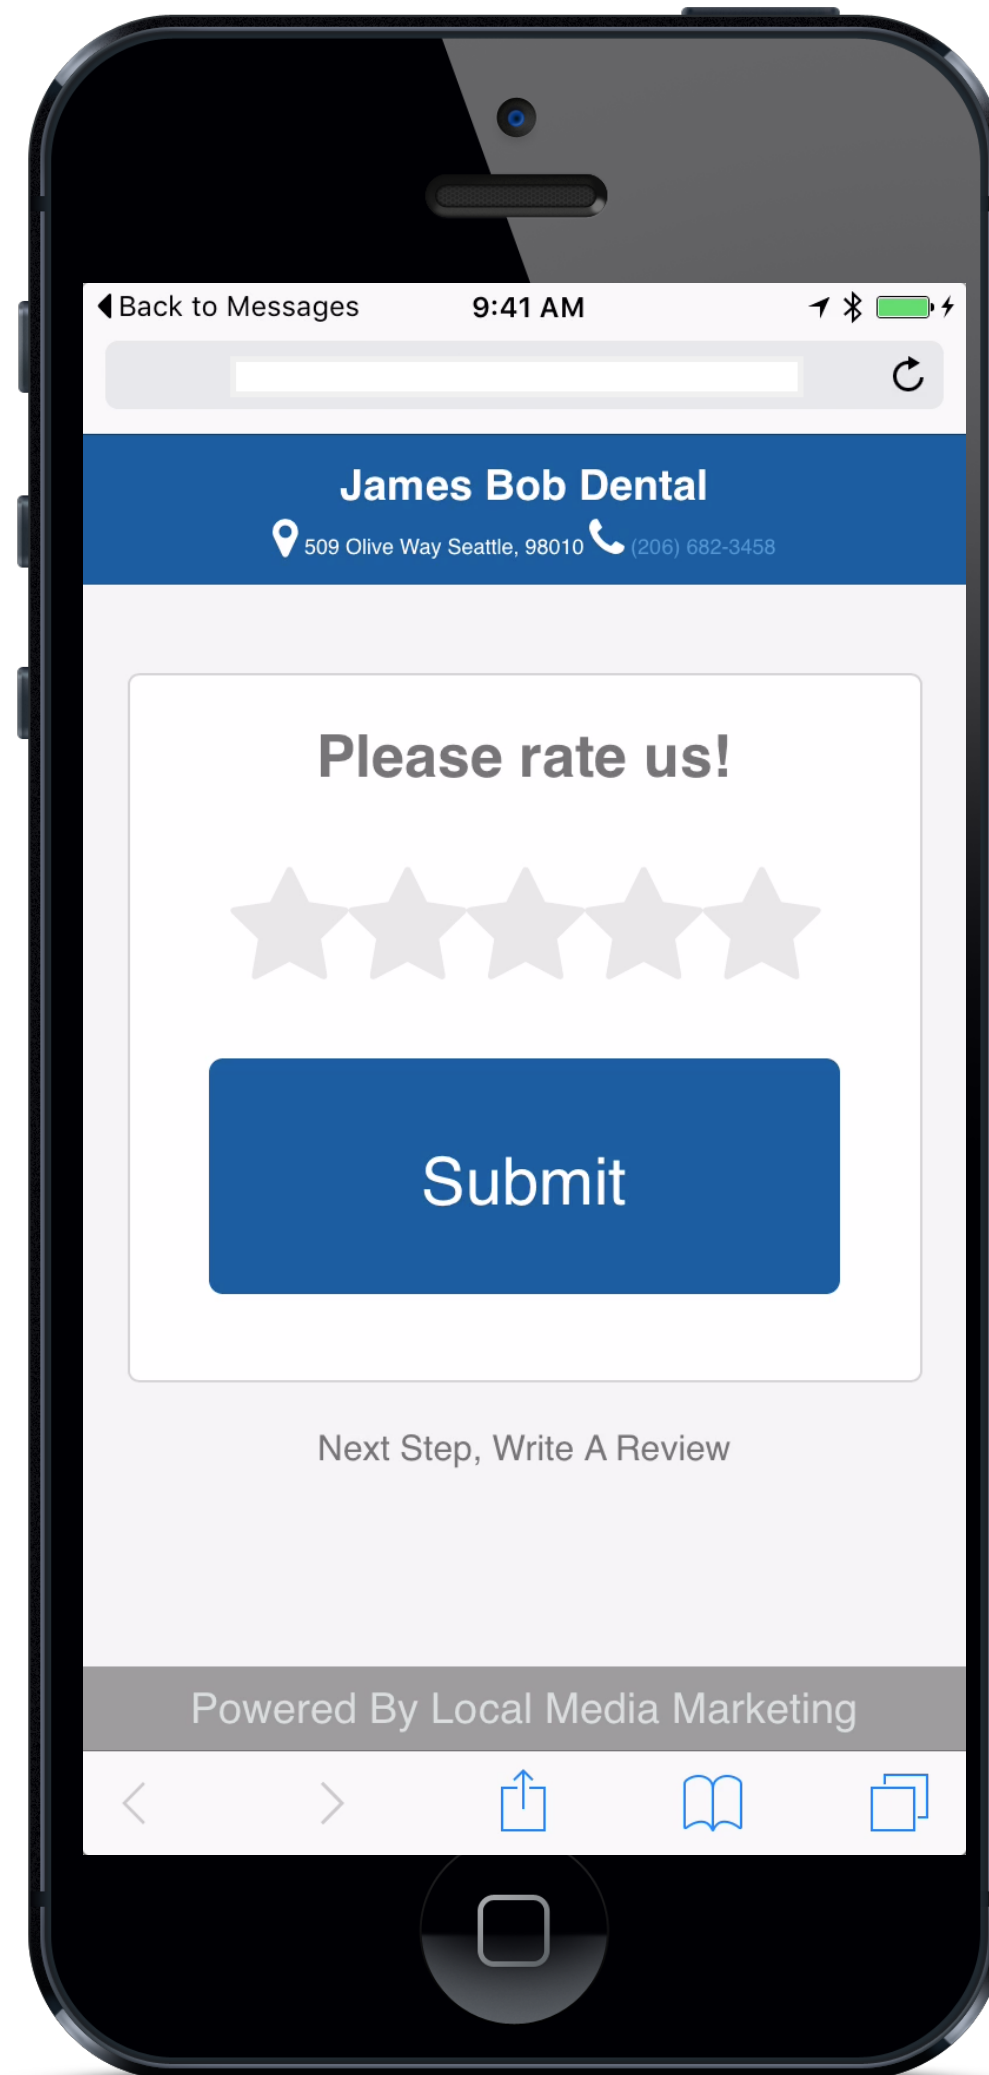 Back to Messages 9:41 AM
James Bob Dental
509 Olive Way Seattle, 98010 (206) 682-3458
Please rate us!
Submit
Next Step, Write A Review
Powered By Local Media Marketing